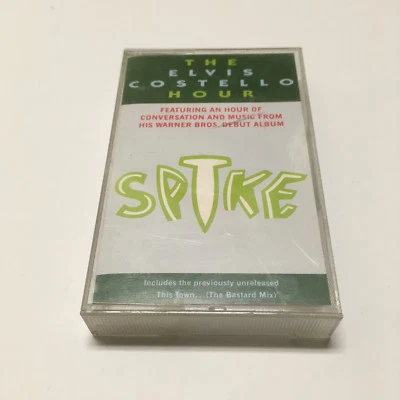 THE
ELVIS
COSTELLO
HOUR
FEATURING AN HOUR OF
CONVERSATION AND MUSIC FROM
HIS WARNER BROS. DEBUT ALBUM
SPIKE
Includes the previously unreleased
This Town... (The Bastard Mix)